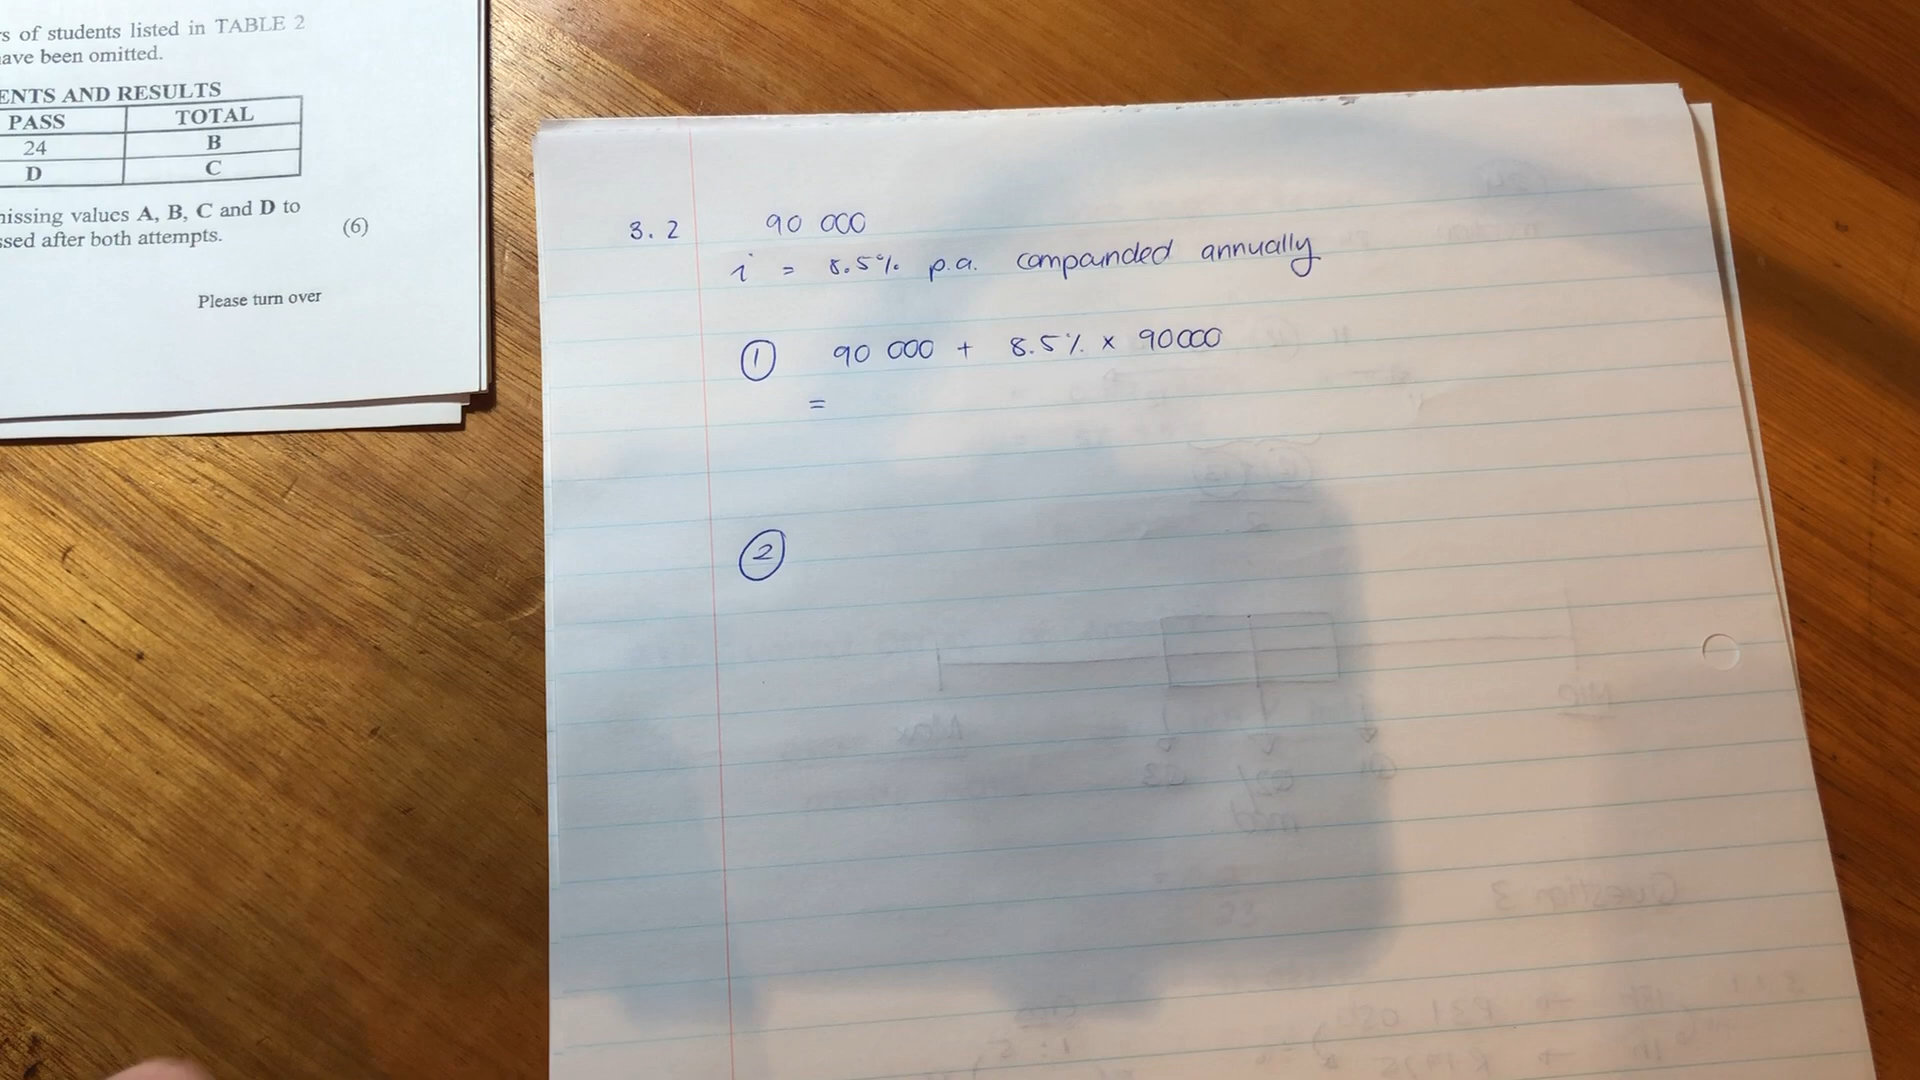 s of students listed in TABLE 2
ave been omitted.
ENTS AND RESULTS
PASS TOTAL
24 B
D C
nissing values A, B, C and D to
ssed after both attempts. (6)
Please turn over
3.2 90 000
i = 8.5% p.a. compounded annually
① 90 000 + 8.5% x 90000
=
②
Question 3